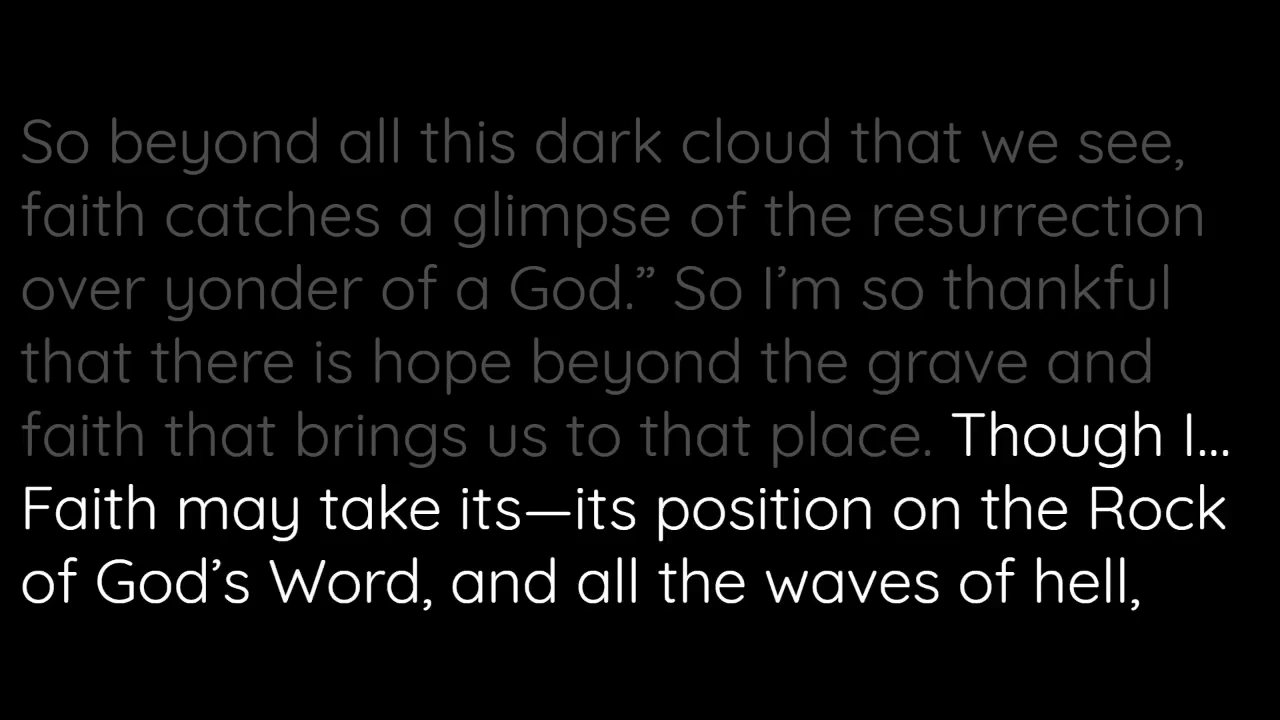 So beyond all this dark cloud that we see,
faith catches a glimpse of the resurrection
over yonder of a God.” So I’m so thankful
that there is hope beyond the grave and
faith that brings us to that place. Though I...
Faith may take its—its position on the Rock
of God’s Word, and all the waves of hell,